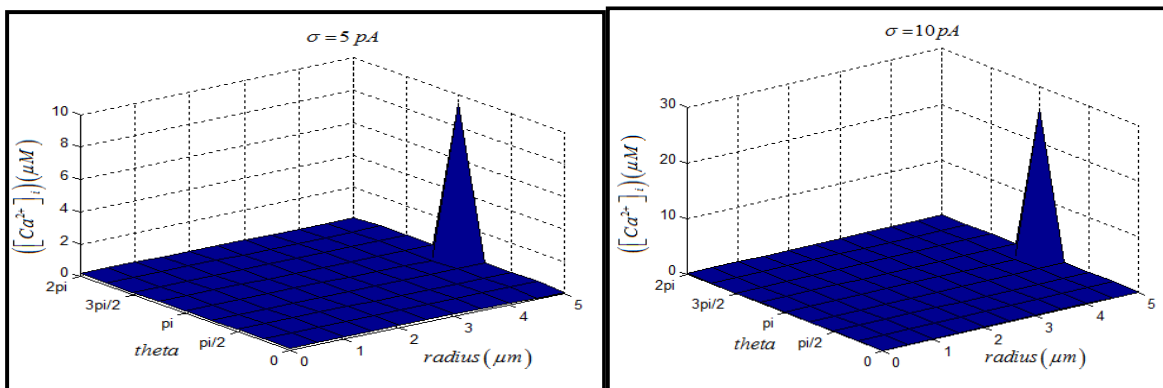 σ = 5 pA
10
8
6
4
2
0
([Ca²⁺]ᵢ)(μM)
2pi
3pi/2
pi
pi/2
0
theta
0
1
2
3
4
5
radius(μm)
σ = 10 pA
30
20
10
0
([Ca²⁺]ᵢ)(μM)
2pi
3pi/2
pi
pi/2
0
theta
0
1
2
3
4
5
radius(μm)